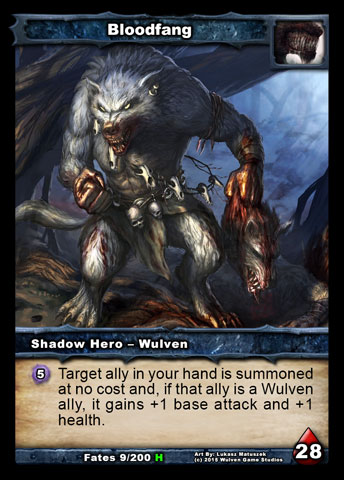 Bloodfang
Shadow Hero – Wulven
5
Target ally in your hand is summoned
at no cost and, if that ally is a Wulven
ally, it gains +1 base attack and +1
health.
Fates 9/200 H
Art By: Lukasz Matuszek
(c) 2015 Wulven Game Studios
28